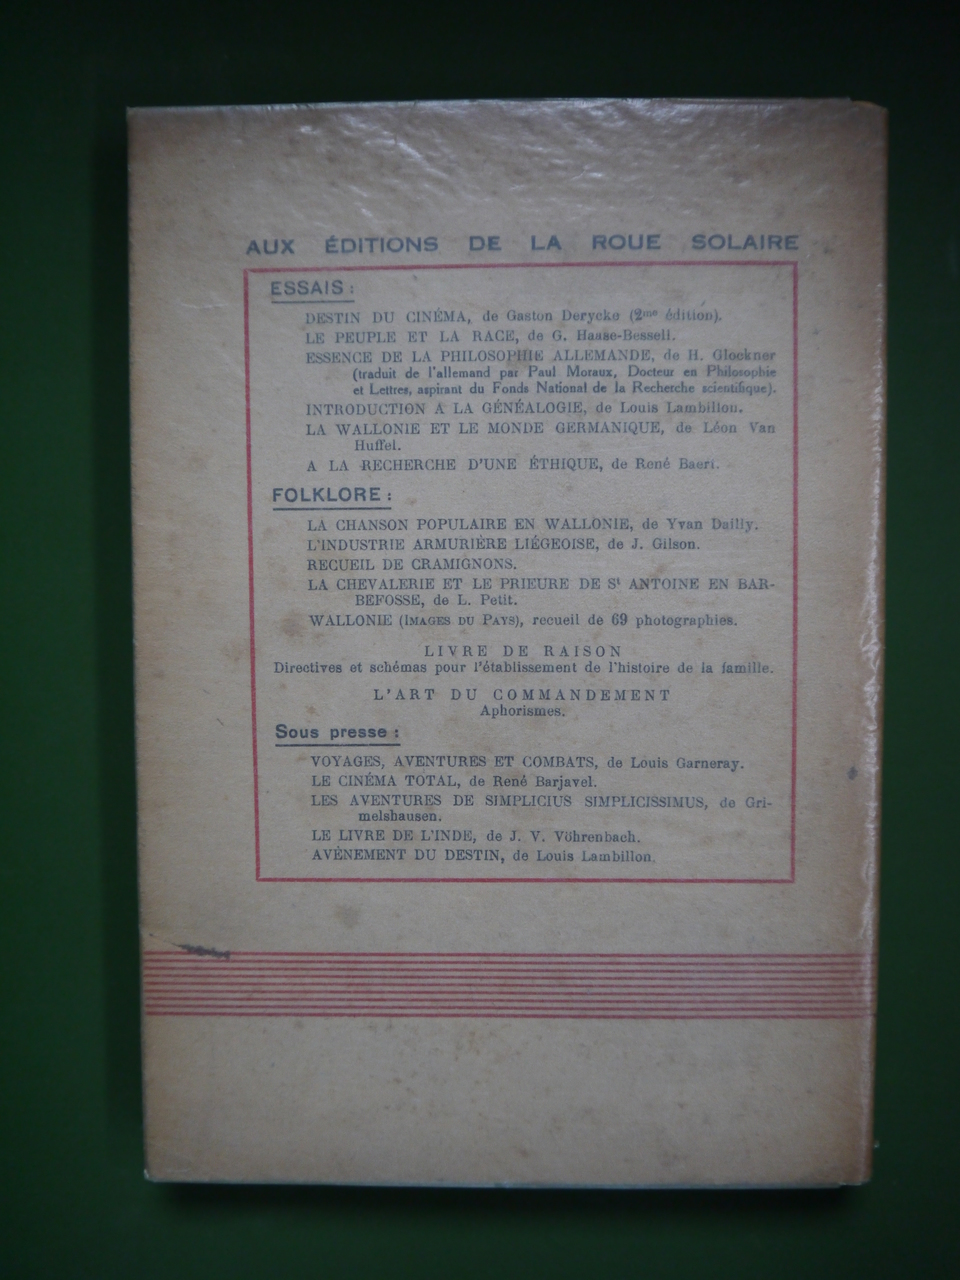 AUX ÉDITIONS DE LA ROUE SOLAIRE
ESSAIS :
DESTIN DU CINÉMA, de Gaston Derycke (2me édition).
LE PEUPLE ET LA RACE, de G. Haase-Bessell.
ESSENCE DE LA PHILOSOPHIE ALLEMANDE, de H. Glockner
(traduit de l'allemand par Paul Moraux, Docteur en Philosophie
et Lettres, aspirant du Fonds National de la Recherche scientifique).
INTRODUCTION A LA GÉNÉALOGIE, de Louis Lambillon.
LA WALLONIE ET LE MONDE GERMANIQUE, de Léon Van
Huffel.
A LA RECHERCHE D'UNE ÉTHIQUE, de René Baert.
FOLKLORE :
LA CHANSON POPULAIRE EN WALLONIE, de Yvan Dailly.
L'INDUSTRIE ARMURIÈRE LIÉGEOISE, de J. Gilson.
RECUEIL DE CRAMIGNONS.
LA CHEVALERIE ET LE PRIEURE DE St ANTOINE EN BAR-
BEFOSSE, de L. Petit.
WALLONIE (IMAGES DU PAYS), recueil de 69 photographies.
LIVRE DE RAISON
Directives et schémas pour l'établissement de l'histoire de la famille.
L'ART DU COMMANDEMENT
Aphorismes.
Sous presse :
VOYAGES, AVENTURES ET COMBATS, de Louis Garneray.
LE CINÉMA TOTAL, de René Barjavel.
LES AVENTURES DE SIMPLICIUS SIMPLICISSIMUS, de Gri-
melshausen.
LE LIVRE DE L'INDE, de J. V. Vöhrenbach.
AVÈNEMENT DU DESTIN, de Louis Lambillon.